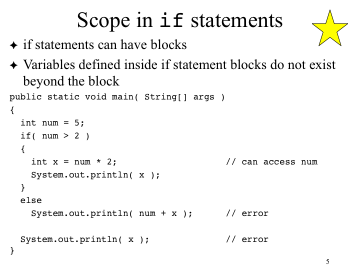 Scope in if statements
✦ if statements can have blocks
✦ Variables defined inside if statement blocks do not exist
beyond the block
public static void main( String[] args )
{
  int num = 5;
  if( num > 2 )
  {
    int x = num * 2;                    // can access num
    System.out.println( x );
  }
  else
    System.out.println( num + x );      // error
  System.out.println( x );              // error
}
5